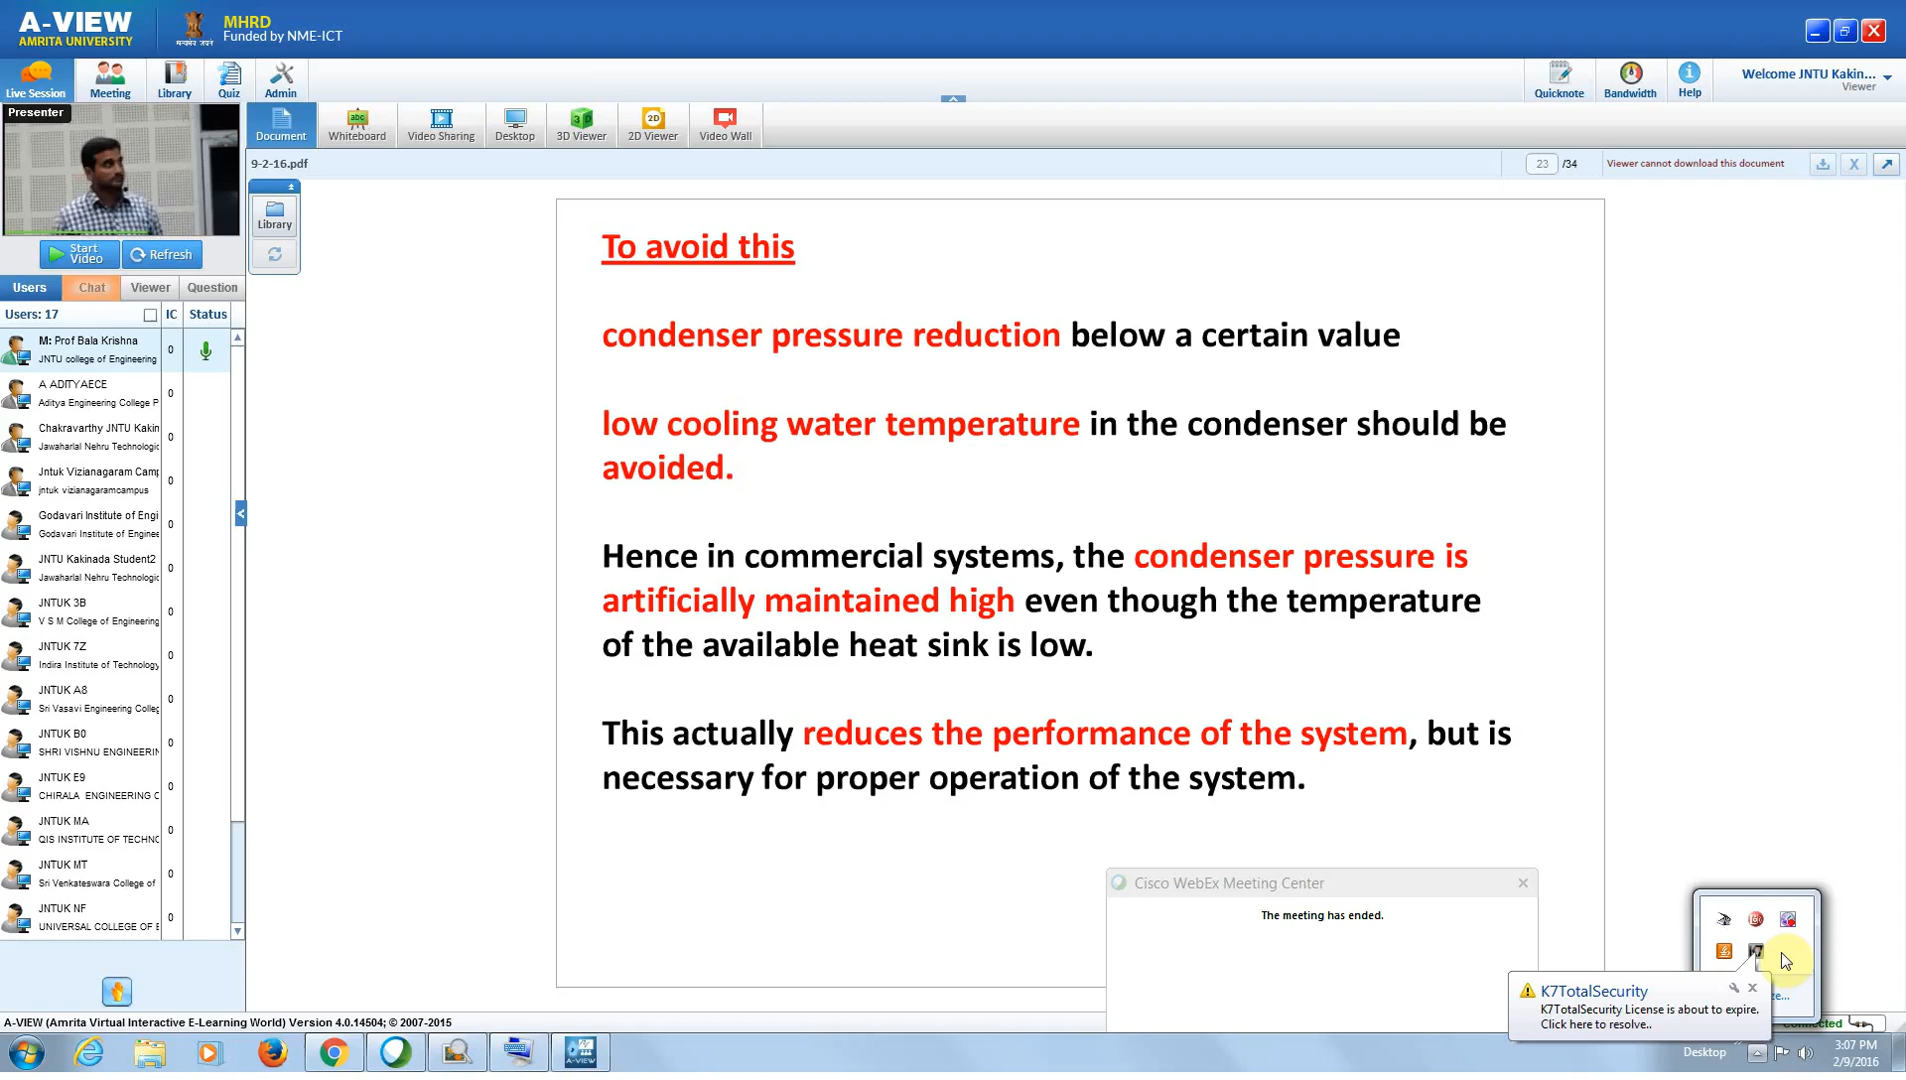 A-VIEW
AMRITA UNIVERSITY
MHRD
Funded by NME-ICT
Live Session
Meeting
Library
Quiz
Admin
Quicknote
Bandwidth
Help
Welcome JNTU Kakin...
Viewer
Presenter
Document
Whiteboard
Video Sharing
Desktop
3D Viewer
2D Viewer
Video Wall
9-2-16.pdf
23 /34
Viewer cannot download this document
Library
Start Video
Refresh
Users
Chat
Viewer
Question
Users: 17
IC
Status
M: Prof Bala Krishna
JNTU college of Engineering
0
A ADITYAECE
Aditya Engineering College P
0
Chakravarthy JNTU Kakin
Jawaharlal Nehru Technologic
0
Jntuk Vizianagaram Camp
jntuk vizianagaramcampus
0
Godavari Institute of Engi
Godavari Institute of Enginee
0
JNTU Kakinada Student2
Jawaharlal Nehru Technologic
0
JNTUK 3B
V S M College of Engineering
0
JNTUK 7Z
Indira Institute of Technology
0
JNTUK A8
Sri Vasavi Engineering Colleg
0
JNTUK B0
SHRI VISHNU ENGINEERIN
0
JNTUK E9
CHIRALA ENGINEERING C
0
JNTUK MA
QIS INSTITUTE OF TECHNO
0
JNTUK MT
Sri Venkateswara College of
0
JNTUK NF
UNIVERSAL COLLEGE OF E
0
To avoid this
condenser pressure reduction below a certain value
low cooling water temperature in the condenser should be
avoided.
Hence in commercial systems, the condenser pressure is
artificially maintained high even though the temperature
of the available heat sink is low.
This actually reduces the performance of the system, but is
necessary for proper operation of the system.
Cisco WebEx Meeting Center
The meeting has ended.
K7TotalSecurity
K7TotalSecurity License is about to expire.
Click here to resolve..
A-VIEW (Amrita Virtual Interactive E-Learning World) Version 4.0.14504; © 2007-2015
A-VIEW
Desktop
3:07 PM
2/9/2016